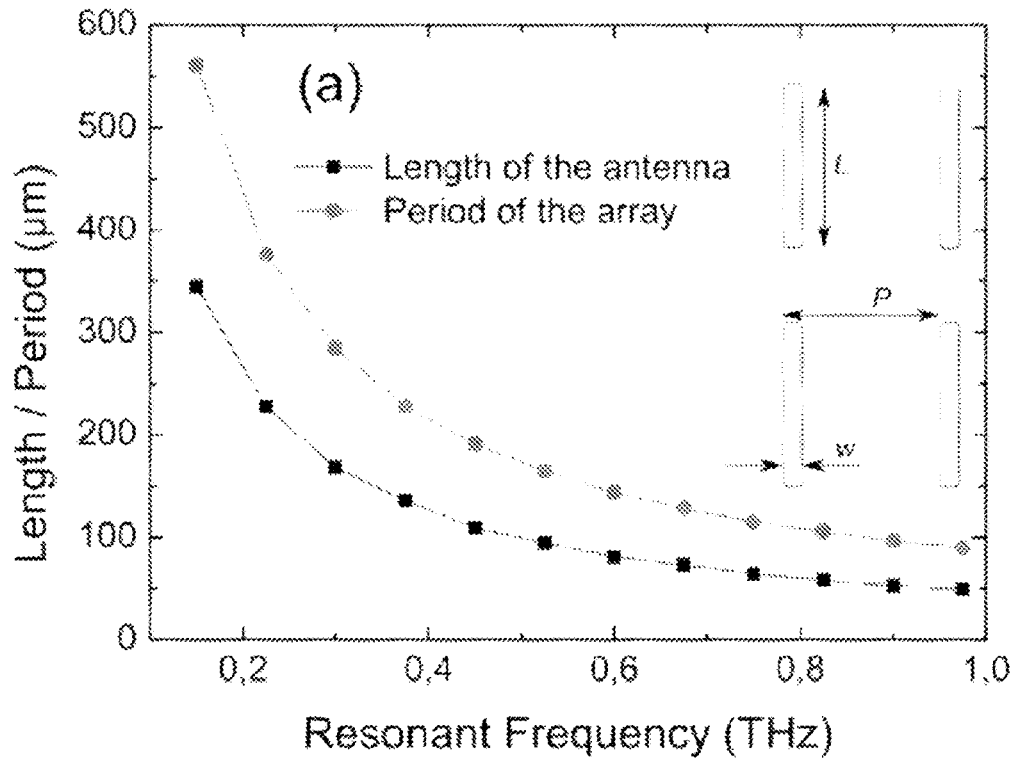 600
500
400
300
200
100
0
Length / Period (µm)
(a)
Length of the antenna
Period of the array
L
P
w
0,2
0,4
0,6
0,8
1,0
Resonant Frequency (THz)